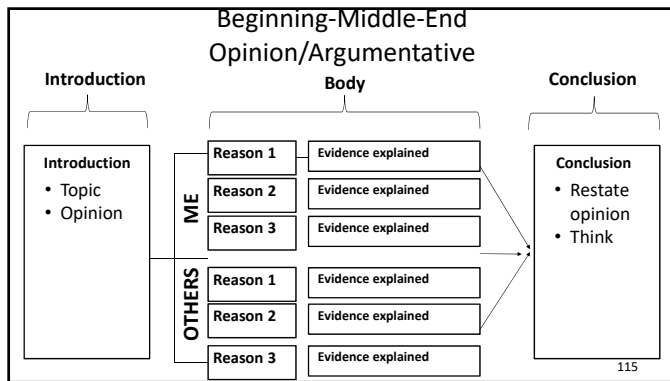 Beginning-Middle-End
Opinion/Argumentative
Introduction
Body
Conclusion
Introduction
• Topic
• Opinion
ME
Reason 1
Evidence explained
Reason 2
Evidence explained
Reason 3
Evidence explained
OTHERS
Reason 1
Evidence explained
Reason 2
Evidence explained
Reason 3
Evidence explained
Conclusion
• Restate
opinion
• Think
115